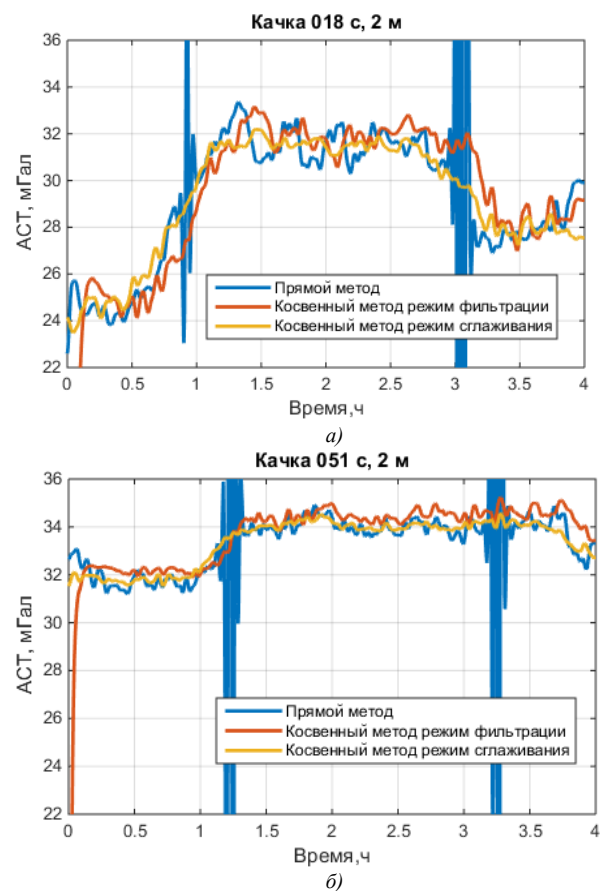 Качка 018 с, 2 м
36
34
32
30
28
26
24
22
АСТ, мГал
Прямой метод
Косвенный метод режим фильтрации
Косвенный метод режим сглаживания
0 0.5 1 1.5 2 2.5 3 3.5 4
Время,ч
а)
Качка 051 с, 2 м
36
34
32
30
28
26
24
22
АСТ, мГал
Прямой метод
Косвенный метод режим фильтрации
Косвенный метод режим сглаживания
0 0.5 1 1.5 2 2.5 3 3.5 4
Время,ч
б)